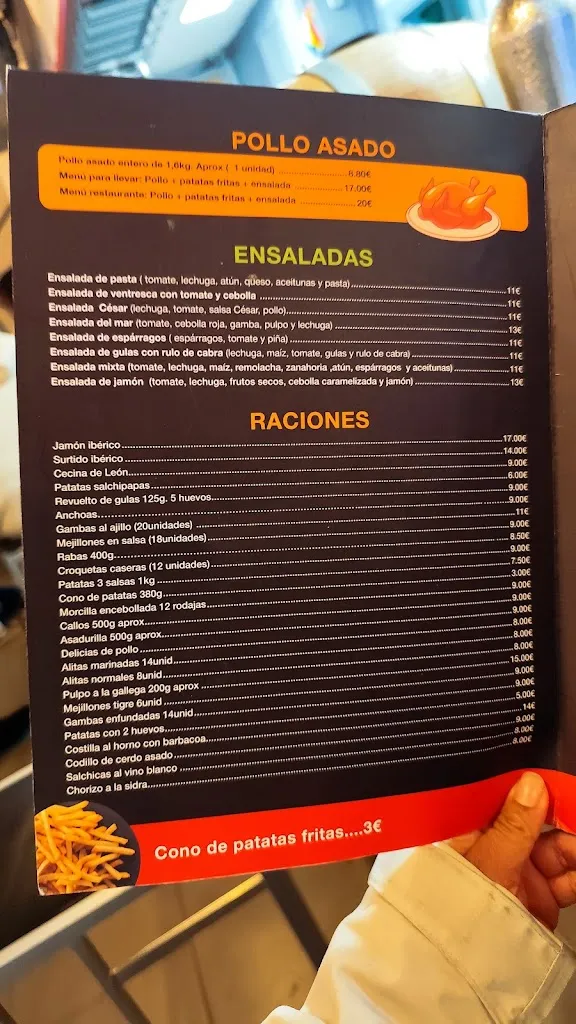 POLLO ASADO
Pollo asado entero de 1,6kg. Aprox ( 1 unidad) ........................ 8.80€
Menú para llevar: Pollo + patatas fritas + ensalada ................ 17.00€
Menú restaurante: Pollo + patatas fritas + ensalada ................ 20€
ENSALADAS
Ensalada de pasta ( tomate, lechuga, atún, queso, aceitunas y pasta)........................11€
Ensalada de ventresca con tomate y cebolla ........................11€
Ensalada César (lechuga, tomate, salsa César, pollo)........................11€
Ensalada del mar (tomate, cebolla roja, gamba, pulpo y lechuga) ........................13€
Ensalada de espárragos ( espárragos, tomate y piña)........................11€
Ensalada de gulas con rulo de cabra (lechuga, maíz, tomate, gulas y rulo de cabra)........................11€
Ensalada mixta (tomate, lechuga, maíz, remolacha, zanahoria ,atún, espárragos y aceitunas)........................11€
Ensalada de jamón (tomate, lechuga, frutos secos, cebolla caramelizada y jamón)........................13€
RACIONES
Jamón ibérico........................17.00€
Surtido ibérico........................14.00€
Cecina de León........................9.00€
Patatas salchipapas........................6.00€
Revuelto de gulas 125g. 5 huevos........................9.00€
Anchoas........................9.00€
Gambas al ajillo (20unidades) ........................11€
Mejillones en salsa (18unidades)........................9.00€
Rabas 400g........................8.50€
Croquetas caseras (12 unidades)........................9.00€
Patatas 3 salsas 1kg ........................7.50€
Cono de patatas 380g........................3.00€
Morcilla encebollada 12 rodajas........................9.00€
Callos 500g aprox........................9.00€
Asadurilla 500g aprox........................9.00€
Delicias de pollo........................8.00€
Alitas marinadas 14unid........................8.00€
Alitas normales 8unid........................8.00€
Pulpo a la gallega 200g aprox ........................15.00€
Mejillones tigre 6unid........................9.00€
Gambas enfundadas 14unid........................9.00€
Patatas con 2 huevos........................5.00€
Costilla al horno con barbacoa........................14€
Codillo de cerdo asado........................9.00€
Salchicas al vino blanco ........................8.00€
Chorizo a la sidra........................8.00€
Cono de patatas fritas....3€